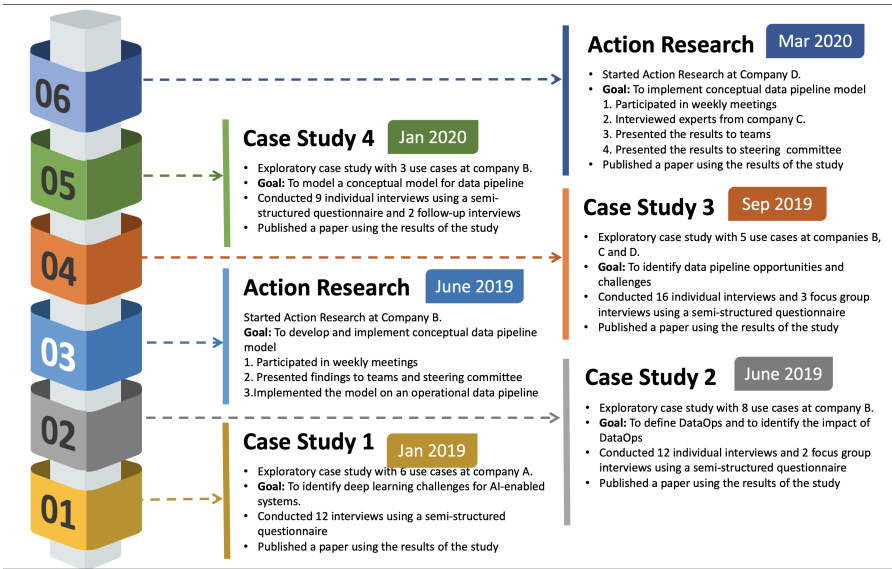 06
Action Research
Mar 2020
• Started Action Research at Company D.
• Goal: To implement conceptual data pipeline model
1. Participated in weekly meetings
2. Interviewed experts from company C.
3. Presented the results to teams
4. Presented the results to steering committee
• Published a paper using the results of the study
05
Case Study 4
Jan 2020
• Exploratory case study with 3 use cases at company B.
• Goal: To model a conceptual model for data pipeline
• Conducted 9 individual interviews using a semi-
structured questionnaire and 2 follow-up interviews
• Published a paper using the results of the study
04
Case Study 3
Sep 2019
• Exploratory case study with 5 use cases at companies B,
C and D.
• Goal: To identify data pipeline opportunities and
challenges
• Conducted 16 individual interviews and 3 focus group
interviews using a semi-structured questionnaire
• Published a paper using the results of the study
03
Action Research
June 2019
Started Action Research at Company B.
Goal: To develop and implement conceptual data pipeline
model
1. Participated in weekly meetings
2. Presented findings to teams and steering committee
3.Implemented the model on an operational data pipeline
02
Case Study 2
June 2019
• Exploratory case study with 8 use cases at company B.
• Goal: To define DataOps and to identify the impact of
DataOps
• Conducted 12 individual interviews and 2 focus group
interviews using a semi-structured questionnaire
• Published a paper using the results of the study
01
Case Study 1
Jan 2019
• Exploratory case study with 6 use cases at company A.
• Goal: To identify deep learning challenges for AI-enabled
systems.
• Conducted 12 interviews using a semi-structured
questionnaire
• Published a paper using the results of the study